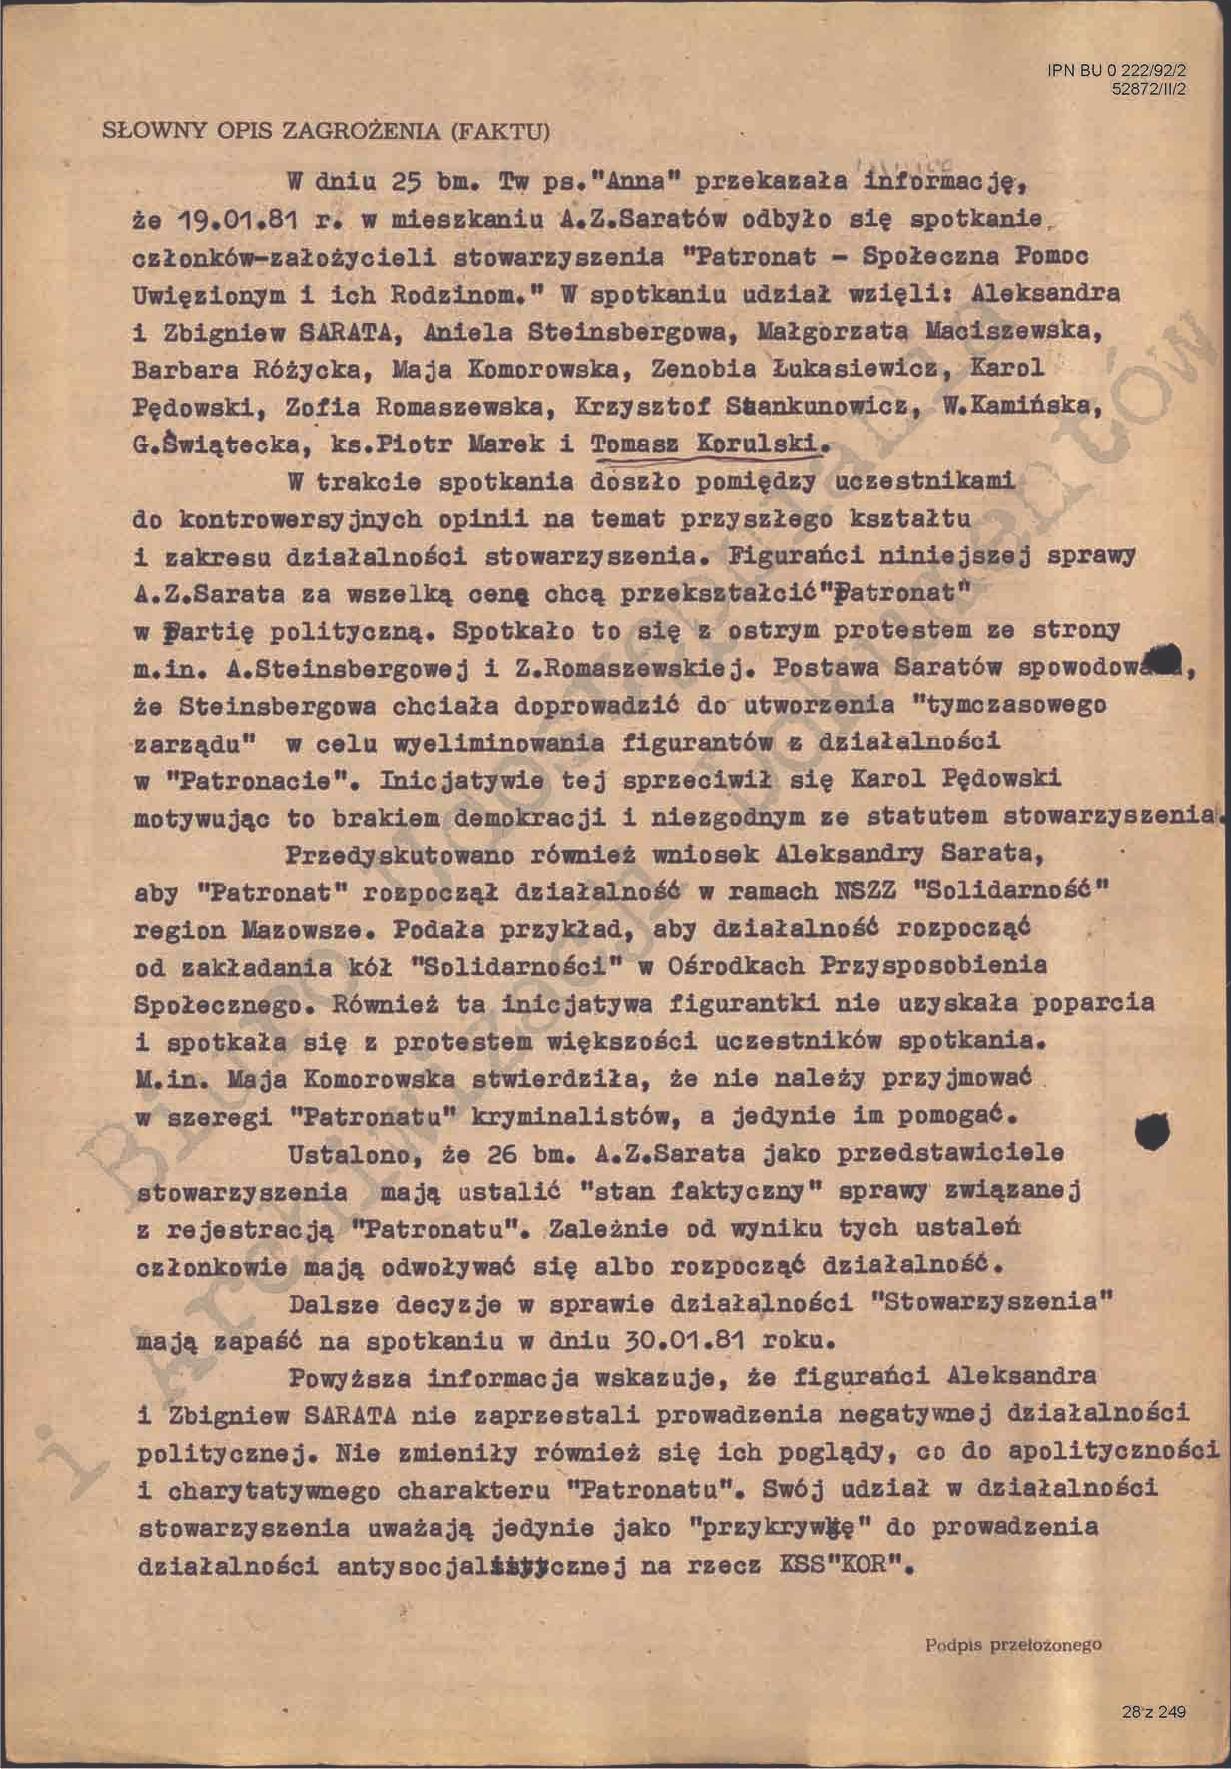 IPN BU 0 222/92/2
52872/II/2
SŁOWNY OPIS ZAGROŻENIA (FAKTU)
W dniu 25 bm. Tw ps."Anna" przekazała informację,
że 19.01.81 r. w mieszkaniu A.Z.Saratów odbyło się spotkanie
członków-założycieli stowarzyszenia "Patronat - Społeczna Pomoc
Uwięzionym i ich Rodzinom." W spotkaniu udział wzięli: Aleksandra
i Zbigniew SARATA, Aniela Steinsbergowa, Małgorzata Maciszewska,
Barbara Różycka, Maja Komorowska, Zenobia Łukasiewicz, Karol
Pędowski, Zofia Romaszewska, Krzysztof Stankunowicz, W.Kamińska,
G.Świątecka, ks.Piotr Marek i Tomasz Korulski.
W trakcie spotkania doszło pomiędzy uczestnikami
do kontrowersyjnych opinii na temat przyszłego kształtu
i zakresu działalności stowarzyszenia. Figurańci niniejszej sprawy
A.Z.Sarata za wszelką cenę chcą przekształcić"Patronat"
w Partię polityczną. Spotkało to się z ostrym protestem ze strony
m.in. A.Steinsbergowej i Z.Romaszewskiej. Postawa Saratów spowodowała,
że Steinsbergowa chciała doprowadzić do utworzenia "tymczasowego
zarządu" w celu wyeliminowania figurantów z działalności
w "Patronacie". Inicjatywie tej sprzeciwił się Karol Pędowski
motywując to brakiem demokracji i niezgodnym ze statutem stowarzyszenia.
Przedyskutowano również wniosek Aleksandry Sarata,
aby "Patronat" rozpoczął działalność w ramach NSZZ "Solidarność"
region Mazowsze. Podała przykład, aby działalność rozpocząć
od zakładania kół "Solidarności" w Ośrodkach Przysposobienia
Społecznego. Również ta inicjatywa figurantki nie uzyskała poparcia
i spotkała się z protestem większości uczestników spotkania.
M.in. Maja Komorowska stwierdziła, że nie należy przyjmować
w szeregi "Patronatu" kryminalistów, a jedynie im pomogać.
Ustalono, że 26 bm. A.Z.Sarata jako przedstawiciele
stowarzyszenia mają ustalić "stan faktyczny" sprawy związanej
z rejestracją "Patronatu". Zależnie od wyniku tych ustaleń
członkowie mają odwoływać się albo rozpocząć działalność.
Dalsze decyzje w sprawie działalności "Stowarzyszenia"
mają zapaść na spotkaniu w dniu 30.01.81 roku.
Powyższa informacja wskazuje, że figurańci Aleksandra
i Zbigniew SARATA nie zaprzestali prowadzenia negatywnej działalności
politycznej. Nie zmieniły również się ich poglądy, co do apolityczności
i charytatywnego charakteru "Patronatu". Swój udział w działalności
stowarzyszenia uważają jedynie jako "przykrywkę" do prowadzenia
działalności antysocjalistycznej na rzecz KSS"KOR".
Podpis przełożonego
28 z 249
Biuro Udostępniania
i Archiwizacji Dokumentów